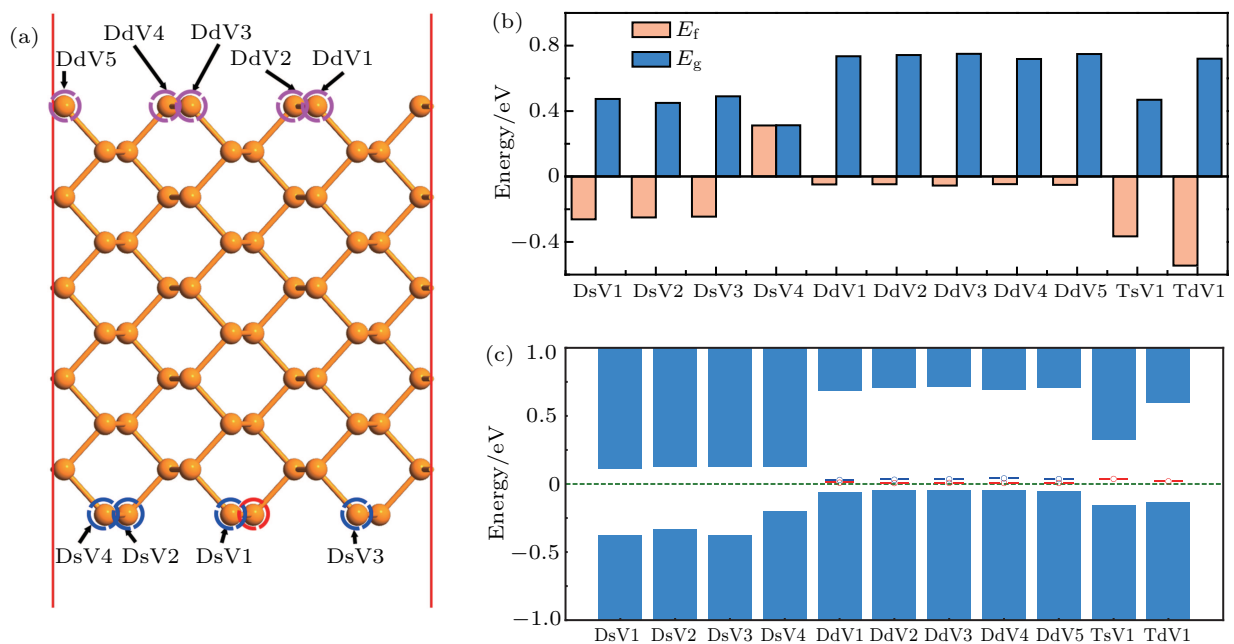 (a)
DdV4 DdV3
DdV5 DdV2 DdV1
DsV4 DsV2 DsV1 DsV3
(b)
Ef
Eg
Energy/eV
0.8
0.4
0
−0.4
DsV1 DsV2 DsV3 DsV4 DdV1 DdV2 DdV3 DdV4 DdV5 TsV1 TdV1
(c)
Energy/eV
1.0
0.5
0
−0.5
-1.0
DsV1 DsV2 DsV3 DsV4 DdV1 DdV2 DdV3 DdV4 DdV5 TsV1 TdV1